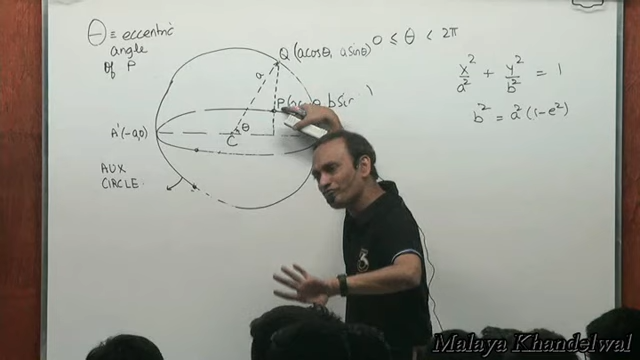 θ ≡ eccentric
angle
of P
Q (acosθ, asinθ) 0 ≤ θ < 2π
a
P
θ
C
A'(-a,0)
AUX
CIRCLE
x²/a² + y²/b² = 1
b² = a² (1-e²)
Malaya Khandelwal